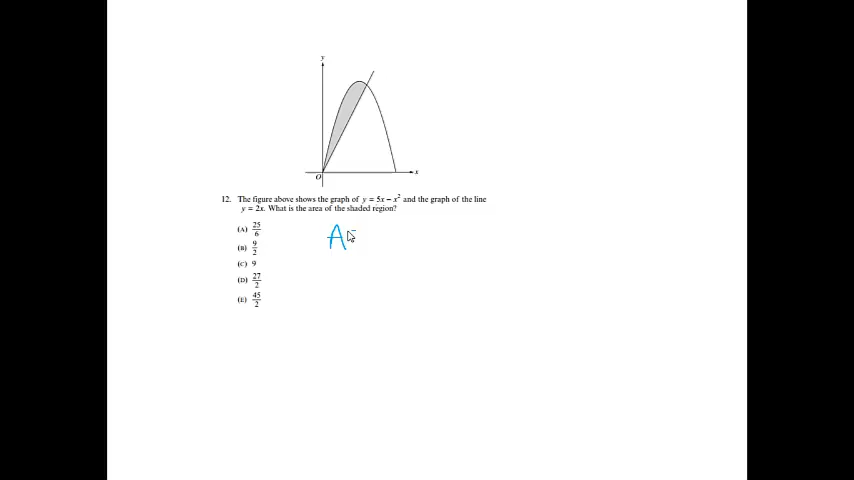 y
O
x
12. The figure above shows the graph of y = 5x − x² and the graph of the line
y = 2x. What is the area of the shaded region?
(A) 25/6
(B) 9/2
(C) 9
(D) 27/2
(E) 45/2
A =